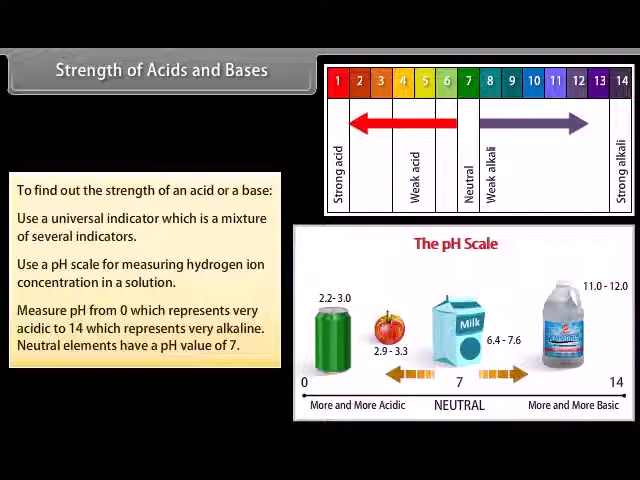 Strength of Acids and Bases
1 2 3 4 5 6 7 8 9 10 11 12 13 14
Strong acid
Weak acid
Neutral
Weak alkali
Strong alkali
To find out the strength of an acid or a base:
Use a universal indicator which is a mixture
of several indicators.
Use a pH scale for measuring hydrogen ion
concentration in a solution.
Measure pH from 0 which represents very
acidic to 14 which represents very alkaline.
Neutral elements have a pH value of 7.
The pH Scale
2.2- 3.0
2.9 - 3.3
Milk
6.4 - 7.6
11.0 - 12.0
0 7 14
More and More Acidic NEUTRAL More and More Basic